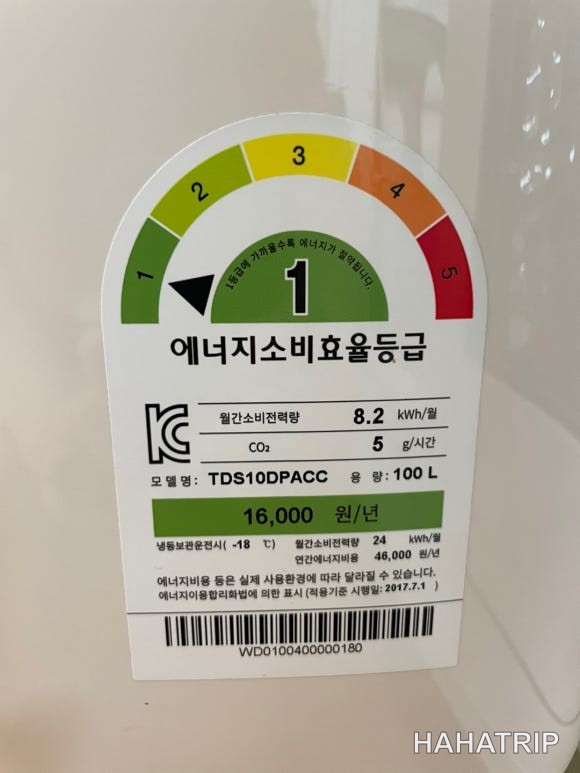 1 2 3 4 5
1등급에 가까울수록 에너지가 절약됩니다.
1
에너지소비효율등급
월간소비전력량 8.2 kWh/월
CO₂ 5 g/시간
모 델 명 : TDS10DPACC 용 량 : 100 L
16,000 원/년
냉동보관운전시( -18 ℃) 월간소비전력량 24 kWh/월
연간에너지비용 46,000 원/년
에너지비용 등은 실제 사용환경에 따라 달라질 수 있습니다.
에너지이용합리화법에 의한 표시 (적용기준 시행일: 2017.7.1 )
WD0100400000180
HAHATRIP